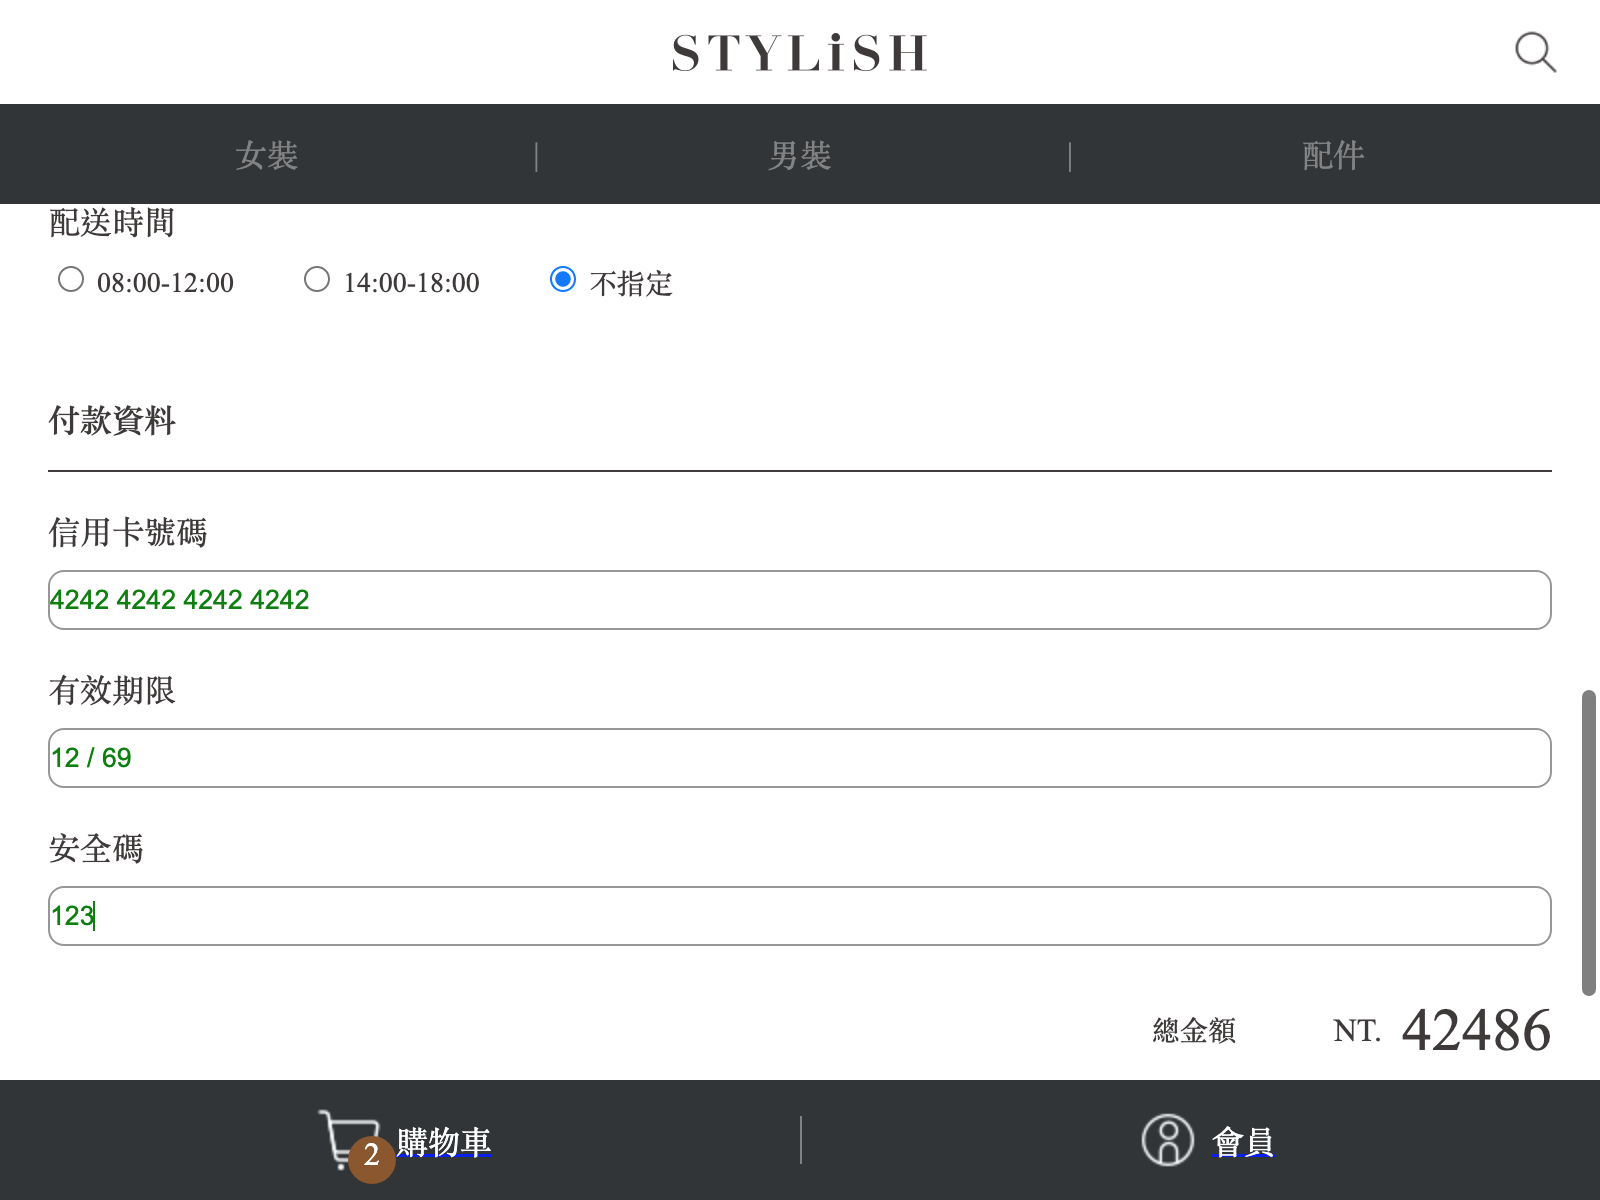 STYLiSH
女裝 | 男裝 | 配件
配送時間
08:00-12:00 14:00-18:00 不指定
付款資料
信用卡號碼
4242 4242 4242 4242
有效期限
12 / 69
安全碼
123
總金額 NT. 42486
2 購物車 | 會員